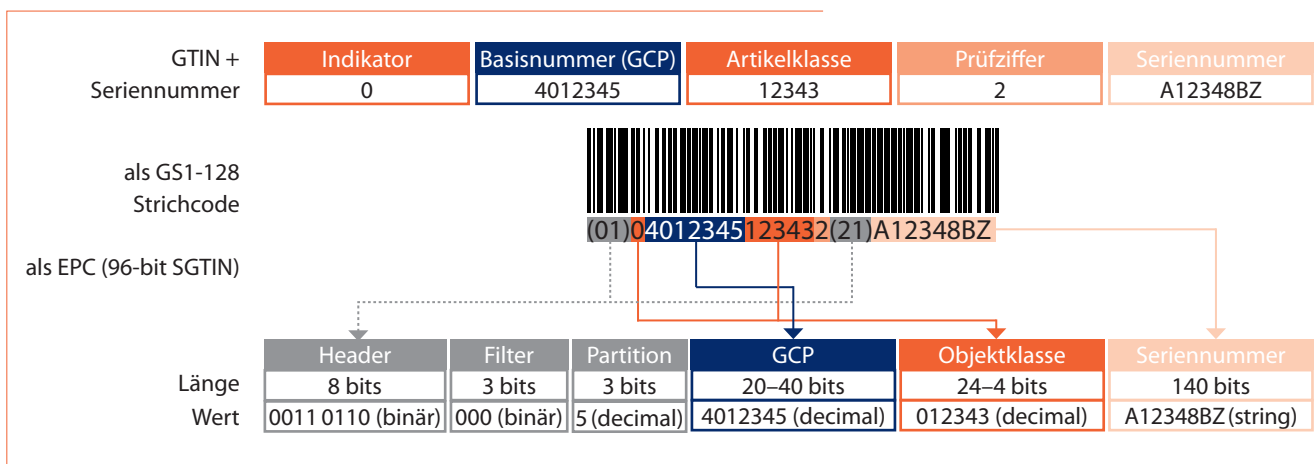 GTIN + Indikator Basisnummer (GCP) Artikelklasse Prüfziffer Seriennummer
Seriennummer 0 4012345 12343 2 A12348BZ
als GS1-128
Strichcode
(01)04012345123432(21)A12348BZ
als EPC (96-bit SGTIN)
Header Filter Partition GCP Objektklasse Seriennummer
Länge 8 bits 3 bits 3 bits 20–40 bits 24–4 bits 140 bits
Wert 0011 0110 (binär) 000 (binär) 5 (decimal) 4012345 (decimal) 012343 (decimal) A12348BZ (string)